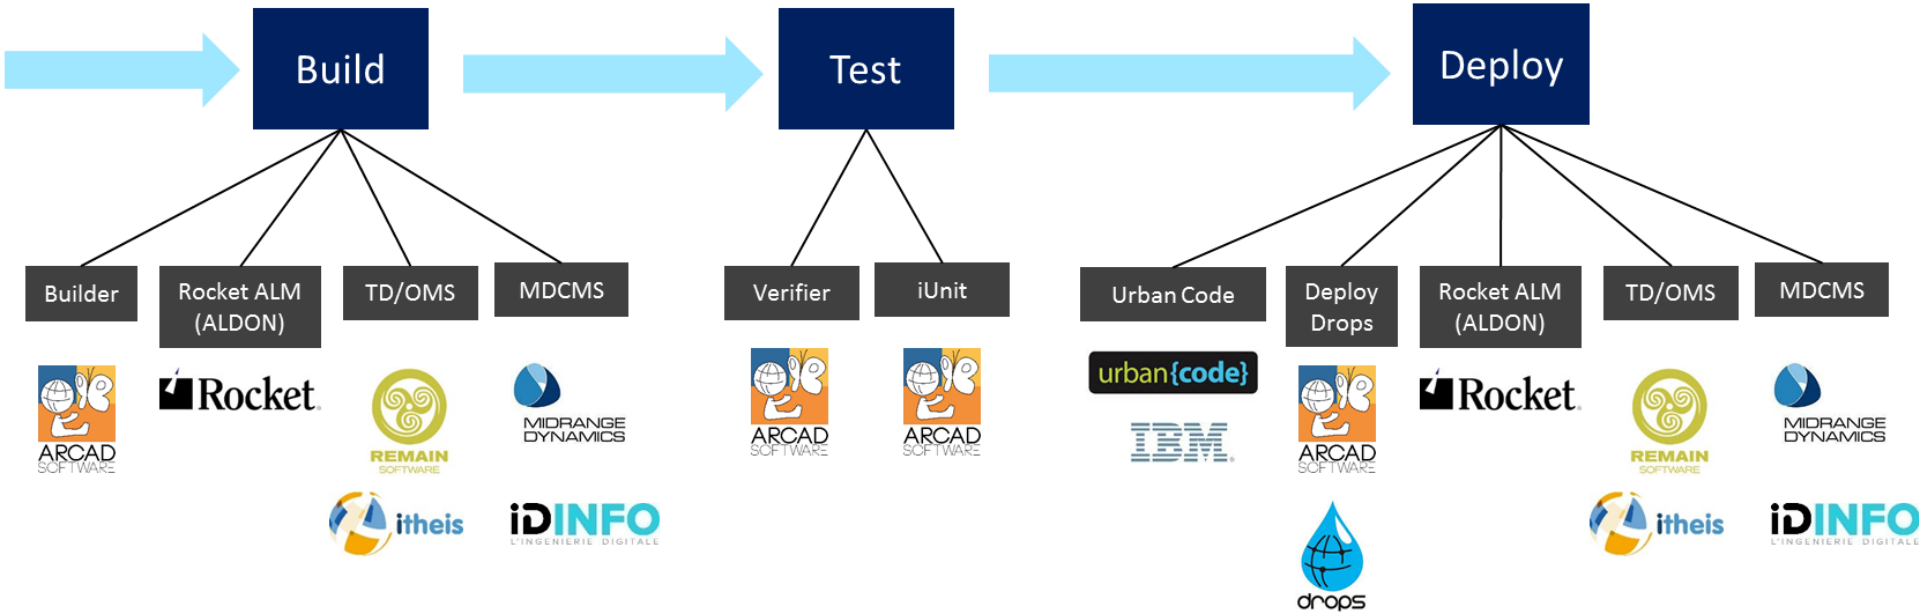 Build
Test
Deploy
Builder
Rocket ALM
(ALDON)
TD/OMS
MDCMS
Verifier
iUnit
Urban Code
Deploy
Drops
Rocket ALM
(ALDON)
TD/OMS
MDCMS
ARCAD
SOFTWARE
Rocket
REMAIN
SOFTWARE
MIDRANGE
DYNAMICS
ARCAD
SOFTWARE
ARCAD
SOFTWARE
urban{code}
IBM
ARCAD
SOFTWARE
Rocket
REMAIN
SOFTWARE
MIDRANGE
DYNAMICS
itheis
iDINFO
L'INGENIERIE DIGITALE
drops
itheis
iDINFO
L'INGENIERIE DIGITALE